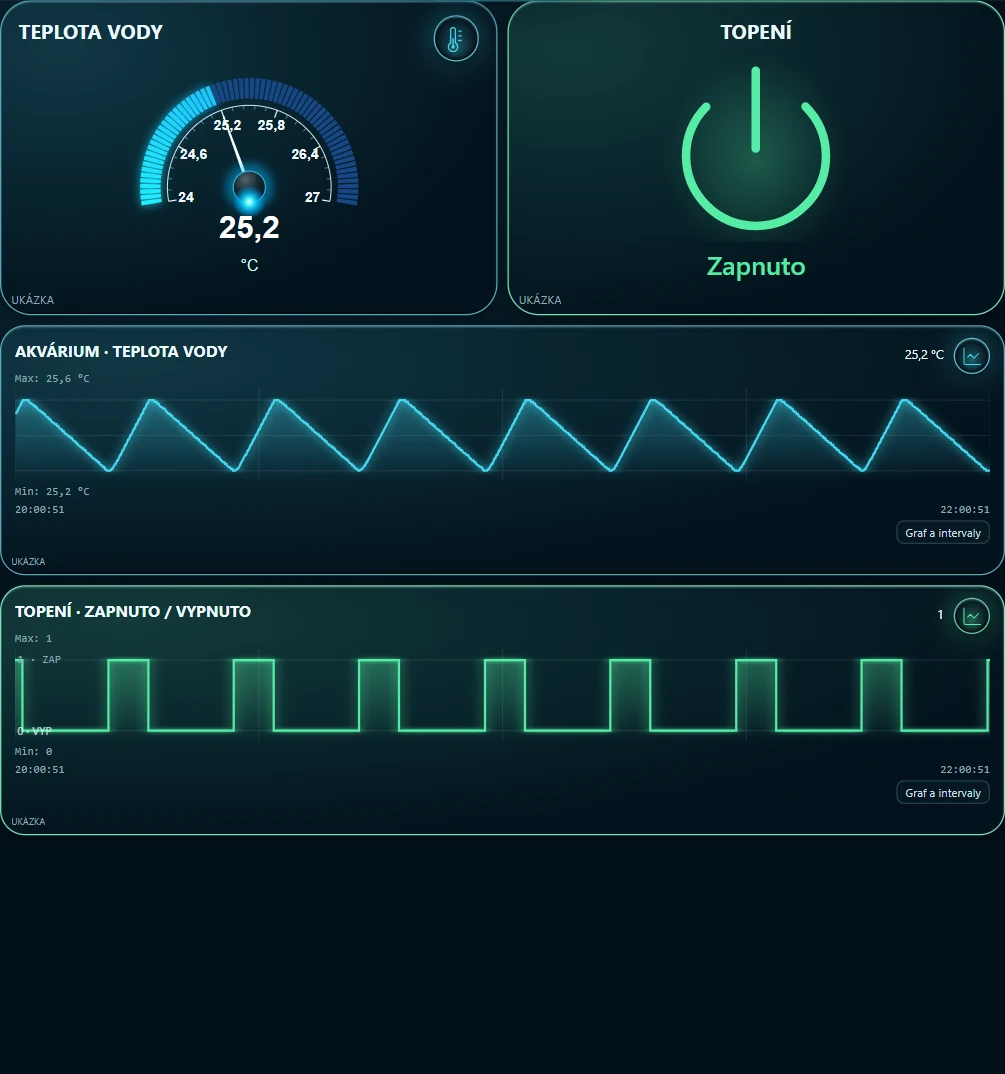 TEPLOTA VODY
25,2 25,8
24,6 26,4
24 27
25,2
°C
UKÁZKA
TOPENÍ
Zapnuto
UKÁZKA
AKVÁRIUM · TEPLOTA VODY
25,2 °C
Max: 25,6 °C
Min: 25,2 °C
20:00:51 22:00:51
Graf a intervaly
UKÁZKA
TOPENÍ · ZAPNUTO / VYPNUTO
1
Max: 1
1 · ZAP
0 · VYP
Min: 0
20:00:51 22:00:51
Graf a intervaly
UKÁZKA